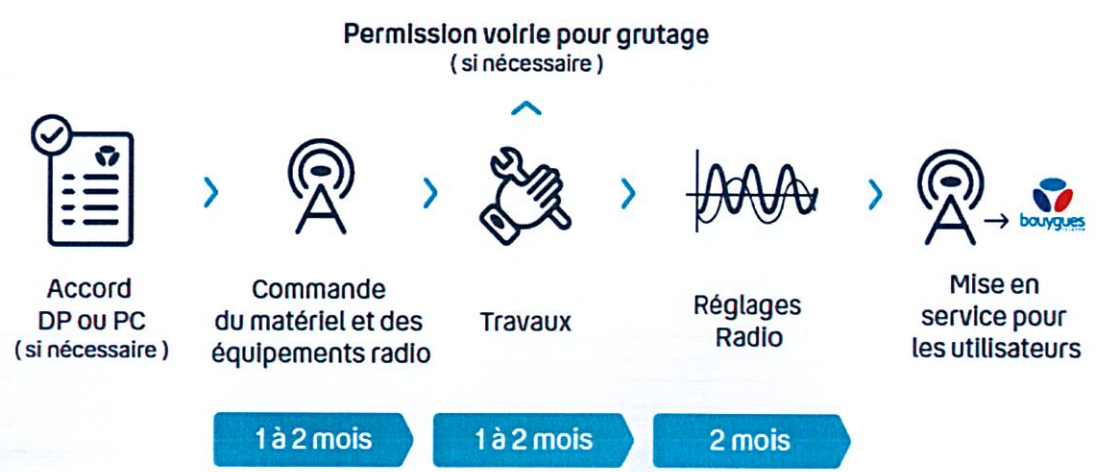 Permission voirie pour grutage
( si nécessaire )
Accord
DP ou PC
( si nécessaire )
Commande
du matériel et des
équipements radio
Travaux
Réglages
Radio
bouygues
Mise en
service pour
les utilisateurs
1 à 2 mois
1 à 2 mois
2 mois